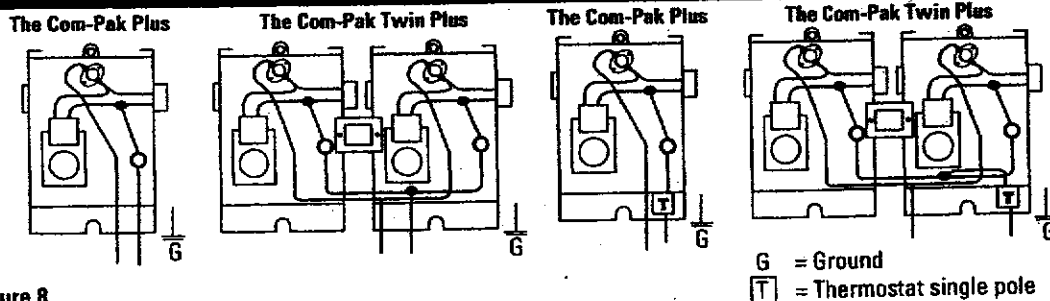 The Com-Pak Plus
The Com-Pak Twin Plus
The Com-Pak Plus
The Com-Pak Twin Plus
G
G
T
G
T
G
G = Ground
T = Thermostat single pole
ure 8